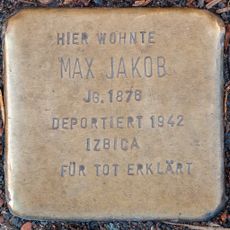 HIER WOHNTE
MAX JAKOB
JG. 1878
DEPORTIERT 1942
IZBICA
FÜR TOT ERKLÄRT